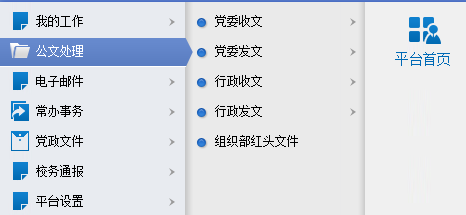 我的工作
公文处理
电子邮件
常办事务
党政文件
校务通报
平台设置
党委收文
党委发文
行政收文
行政发文
组织部红头文件
平台首页